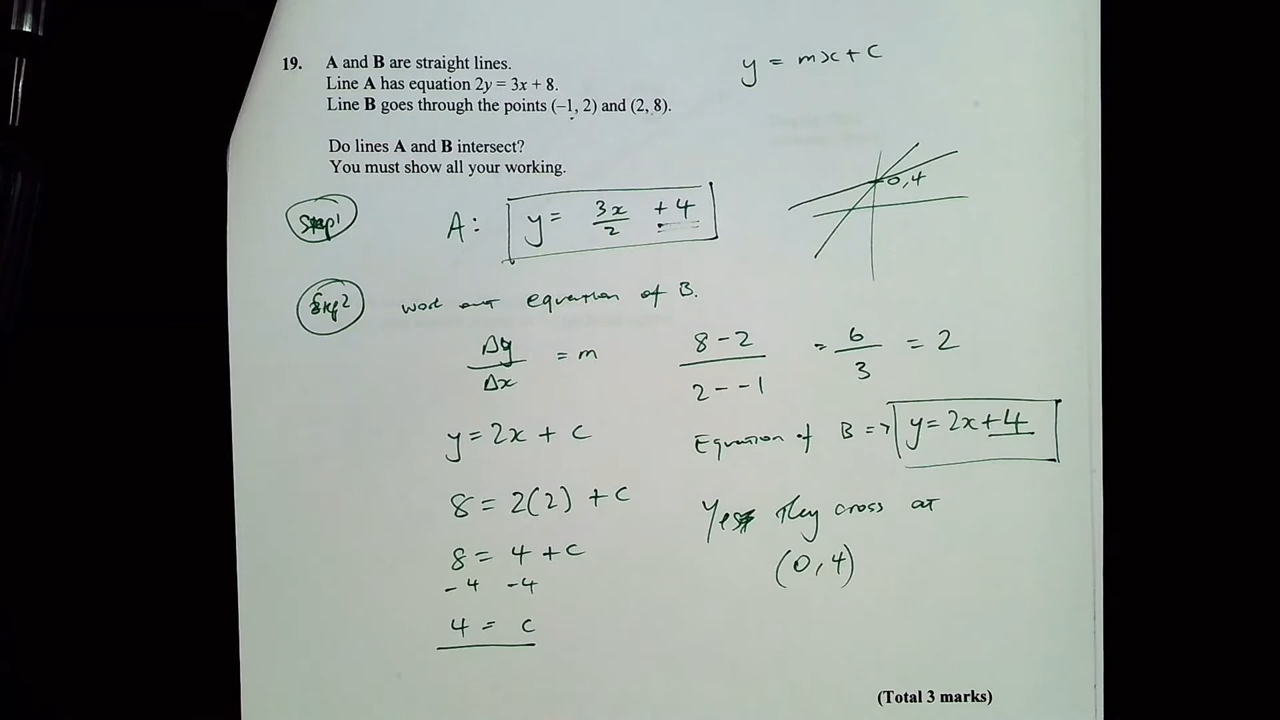 19. A and B are straight lines.
Line A has equation 2y = 3x + 8.
Line B goes through the points (–1, 2) and (2, 8).
Do lines A and B intersect?
You must show all your working.
y = mx + c
0,4
Step 1
A: y = 3x/2 + 4
Step 2
work out equation of B.
Δy/Δx = m
8 - 2 / 2 - - 1 = 6/3 = 2
y = 2x + c
Equation of B => y = 2x + 4
8 = 2(2) + c
Yes they cross at
(0,4)
8 = 4 + c
-4 -4
4 = c
(Total 3 marks)